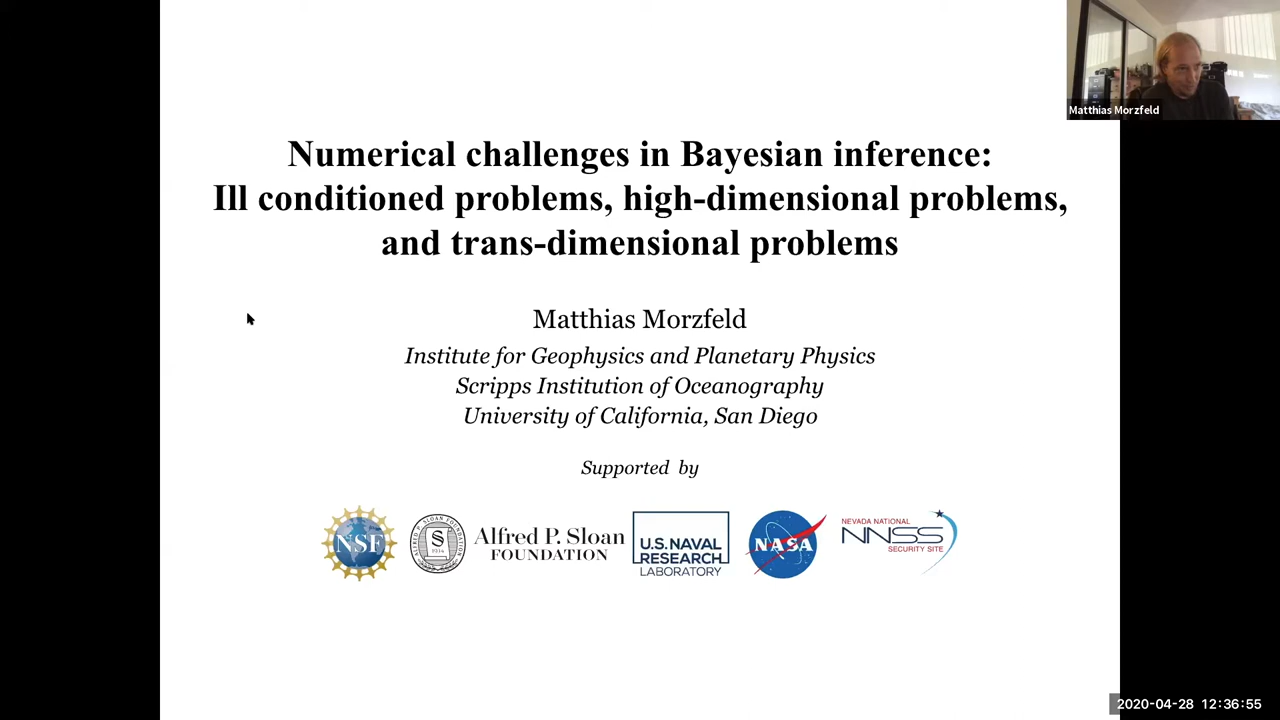 Matthias Morzfeld
Numerical challenges in Bayesian inference:
Ill conditioned problems, high-dimensional problems,
and trans-dimensional problems
Matthias Morzfeld
Institute for Geophysics and Planetary Physics
Scripps Institution of Oceanography
University of California, San Diego
Supported by
NSF
1934
Alfred P. Sloan
FOUNDATION
U.S. NAVAL
RESEARCH
LABORATORY
NASA
NEVADA NATIONAL
NNSS
SECURITY SITE
2020-04-28 12:36:55